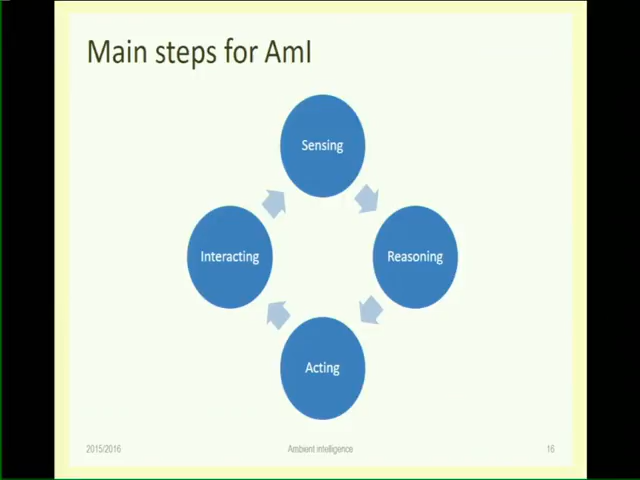 Main steps for AmI
Sensing
Interacting
Reasoning
Acting
2015/2016
Ambient intelligence
16